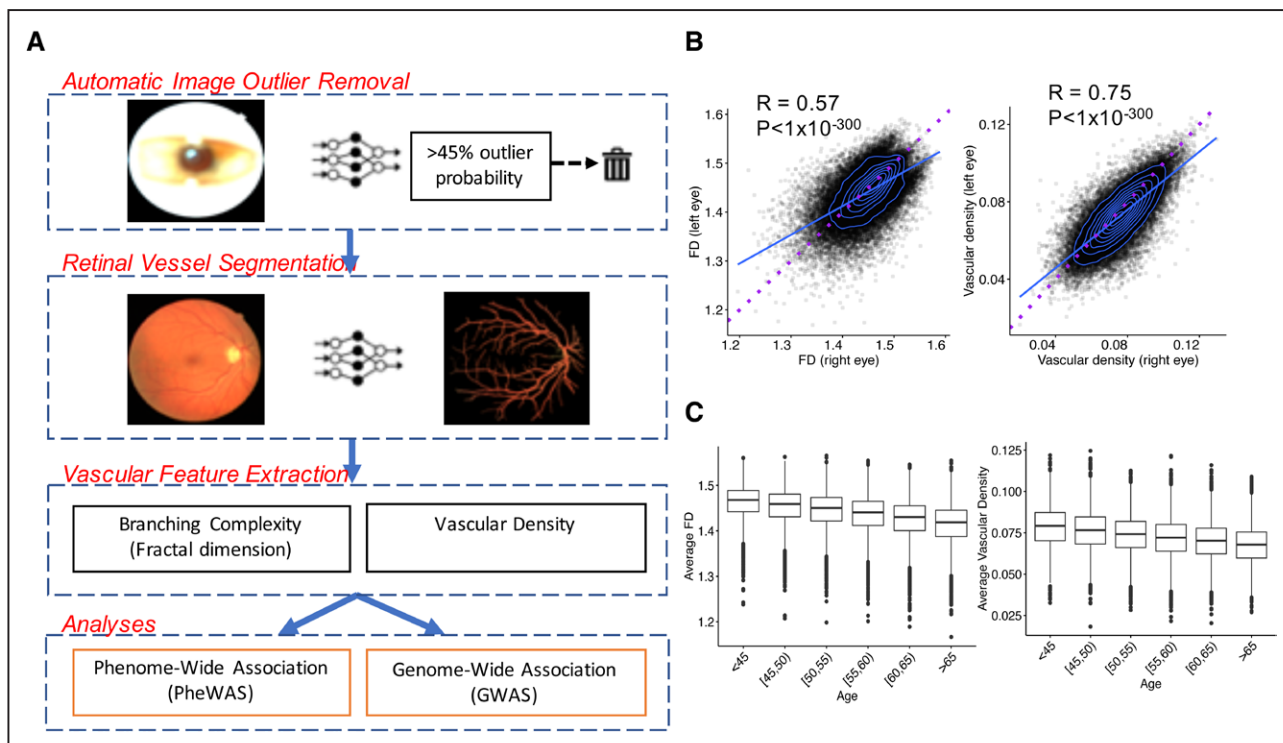 A
Automatic Image Outlier Removal
>45% outlier
probability
Retinal Vessel Segmentation
Vascular Feature Extraction
Branching Complexity
(Fractal dimension)
Vascular Density
Analyses
Phenome-Wide Association
(PheWAS)
Genome-Wide Association
(GWAS)
B
R = 0.57
P<1x10-300
1.6
1.5
1.4
1.3
1.2
FD (left eye)
1.2 1.3 1.4 1.5 1.6
FD (right eye)
R = 0.75
P<1x10-300
0.12
0.08
0.04
Vascular density (left eye)
0.04 0.08 0.12
Vascular density (right eye)
C
1.5
1.4
1.3
1.2
Average FD
<45 [45,50) [50,55) [55,60) [60,65) >65
Age
0.125
0.100
0.075
0.050
0.025
Average Vascular Density
<45 [45,50) [50,55) [55,60) [60,65) >65
Age